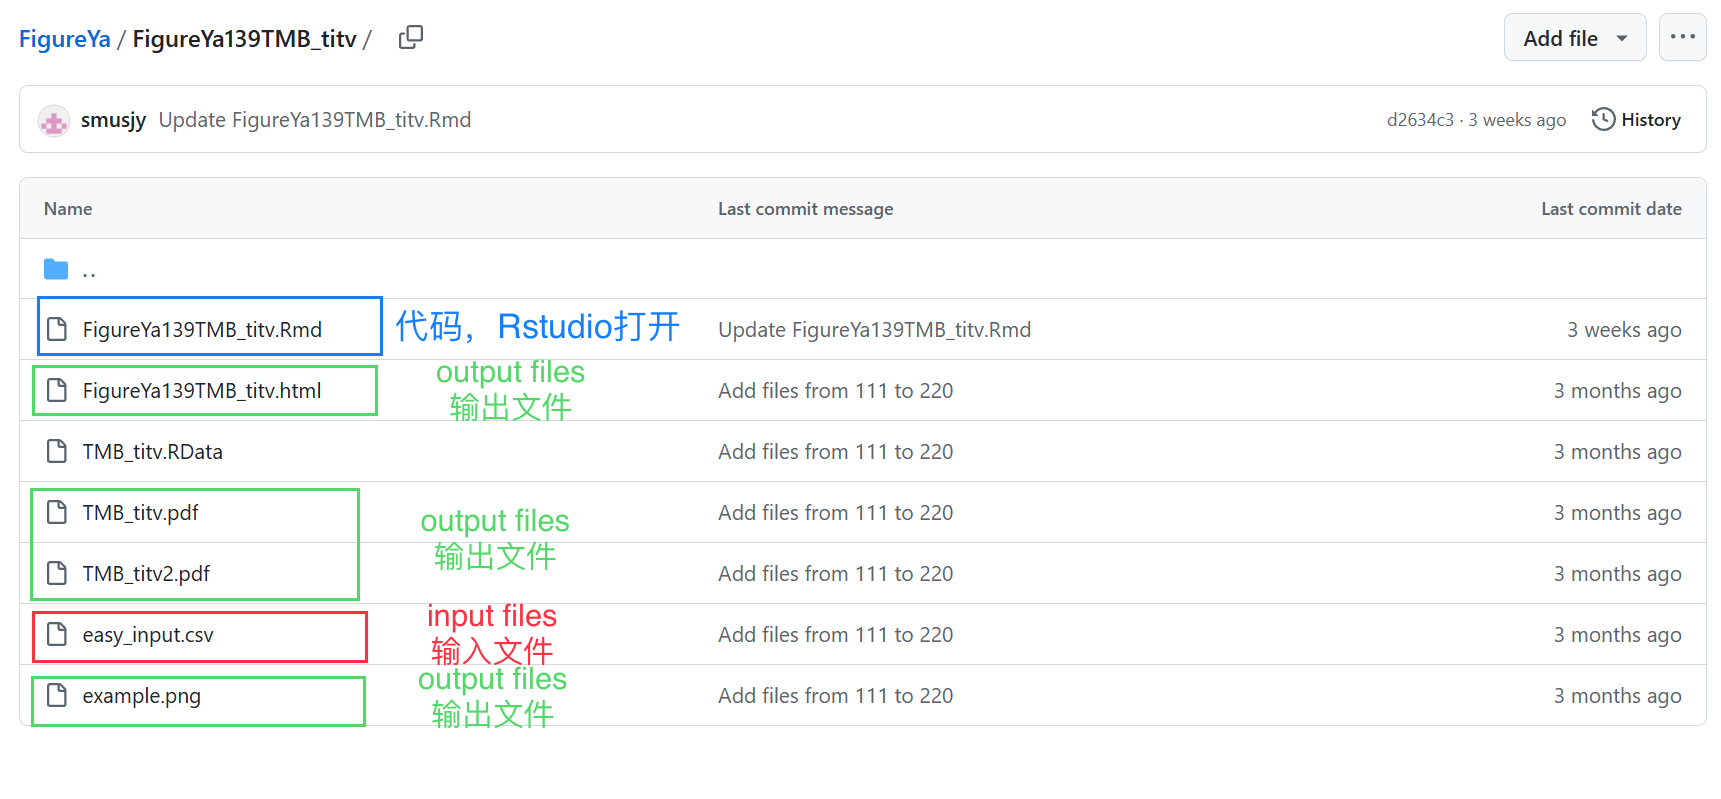 FigureYa / FigureYa139TMB_titv /
Add file
smusjy Update FigureYa139TMB_titv.Rmd
d2634c3 · 3 weeks ago
History
Name Last commit message Last commit date
..
FigureYa139TMB_titv.Rmd 代码，Rstudio打开 Update FigureYa139TMB_titv.Rmd 3 weeks ago
output files
FigureYa139TMB_titv.html Add files from 111 to 220 3 months ago
输出文件
TMB_titv.RData Add files from 111 to 220 3 months ago
TMB_titv.pdf output files Add files from 111 to 220 3 months ago
输出文件
TMB_titv2.pdf Add files from 111 to 220 3 months ago
input files
easy_input.csv Add files from 111 to 220 3 months ago
输入文件
output files
example.png Add files from 111 to 220 3 months ago
输出文件